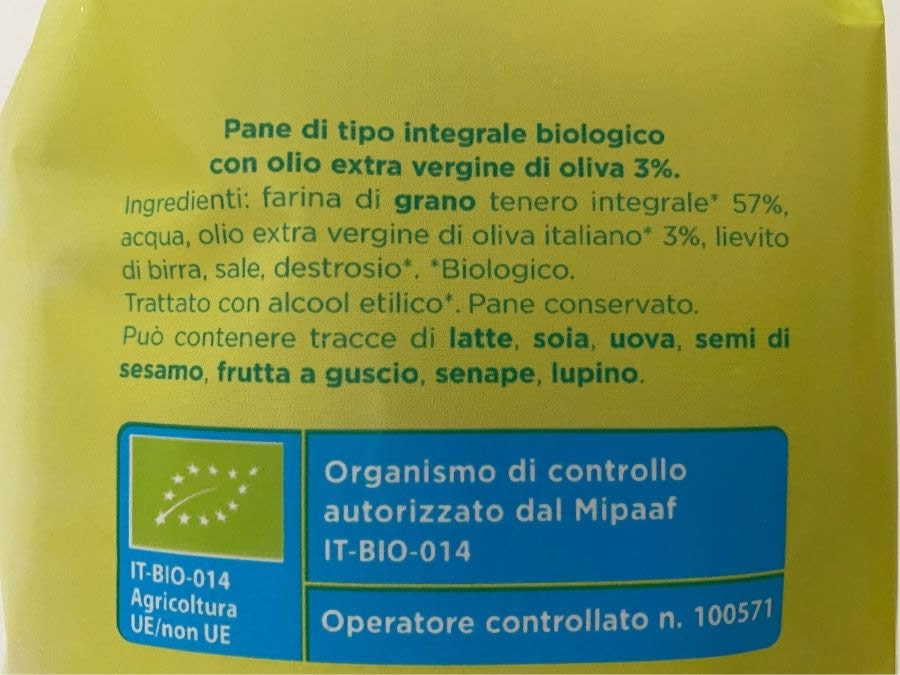 Pane di tipo integrale biologico
con olio extra vergine di oliva 3%.
Ingredienti: farina di grano tenero integrale* 57%,
acqua, olio extra vergine di oliva italiano* 3%, lievito
di birra, sale, destrosio*. *Biologico.
Trattato con alcool etilico*. Pane conservato.
Può contenere tracce di latte, soia, uova, semi di
sesamo, frutta a guscio, senape, lupino.
IT-BIO-014
Agricoltura
UE/non UE
Organismo di controllo
autorizzato dal Mipaaf
IT-BIO-014
Operatore controllato n. 100571